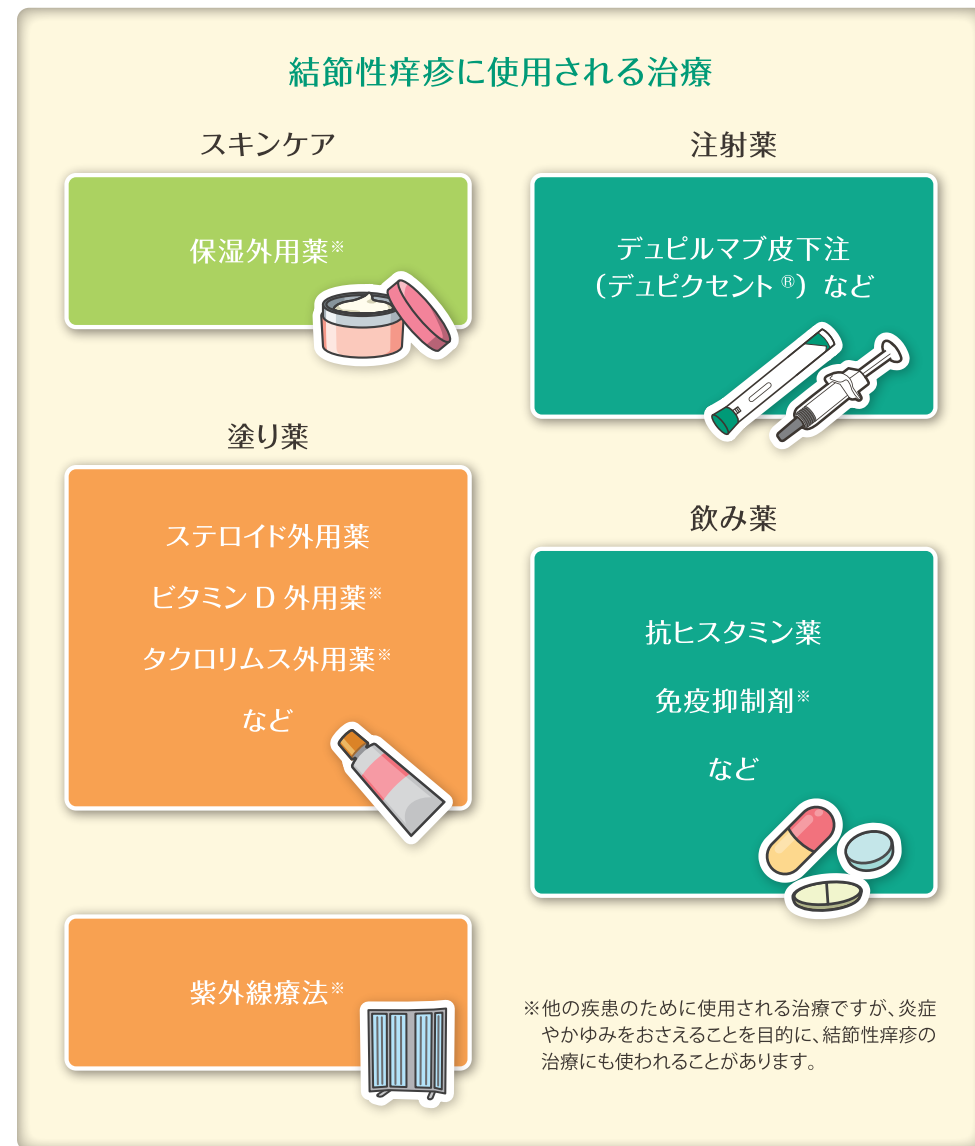 結節性痒疹に使用される治療
スキンケア
保湿外用薬※
塗り薬
ステロイド外用薬
ビタミン D 外用薬※
タクロリムス外用薬※
など
紫外線療法※
注射薬
デュピルマブ皮下注
（デュピクセント ®）など
飲み薬
抗ヒスタミン薬
免疫抑制剤※
など
※他の疾患のために使用される治療ですが、炎症
やかゆみをおさえることを目的に、結節性痒疹の
治療にも使われることがあります。